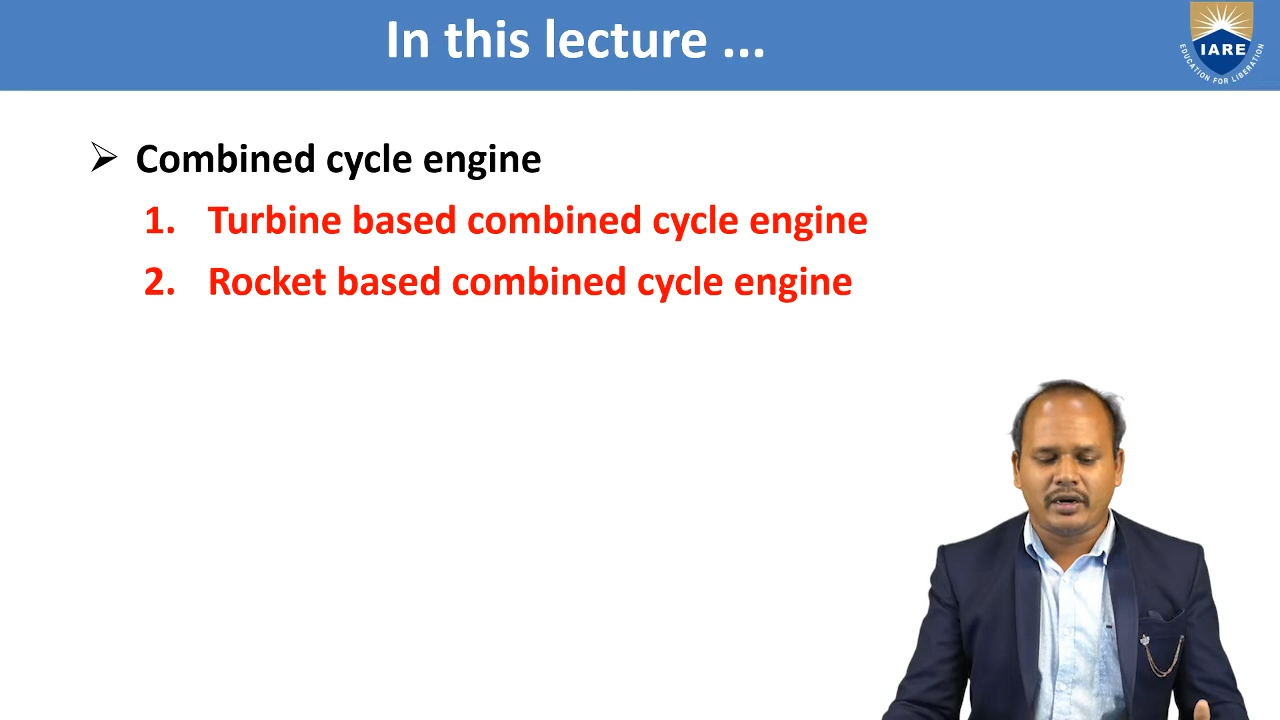 In this lecture ...
IARE
EDUCATION FOR LIBERATION
➢ Combined cycle engine
1. Turbine based combined cycle engine
2. Rocket based combined cycle engine